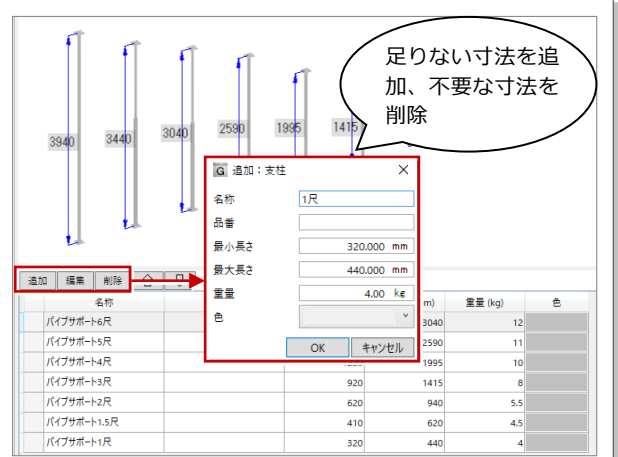 足りない寸法を追
加、不要な寸法を
削除
3940
3440
3040
2590
1995
1415
G 追加：支柱
名称 1尺
品番
最小長さ 320.000 mm
最大長さ 440.000 mm
重量 4.00 kg
色
OK キャンセル
追加 編集 削除
名称 m) 重量 (kg) 色
パイプサポート6尺 3040 12
パイプサポート5尺 2590 11
パイプサポート4尺 1995 10
パイプサポート3尺 920 1415 8
パイプサポート2尺 620 940 5.5
パイプサポート1.5尺 410 620 4.5
パイプサポート1尺 320 440 4